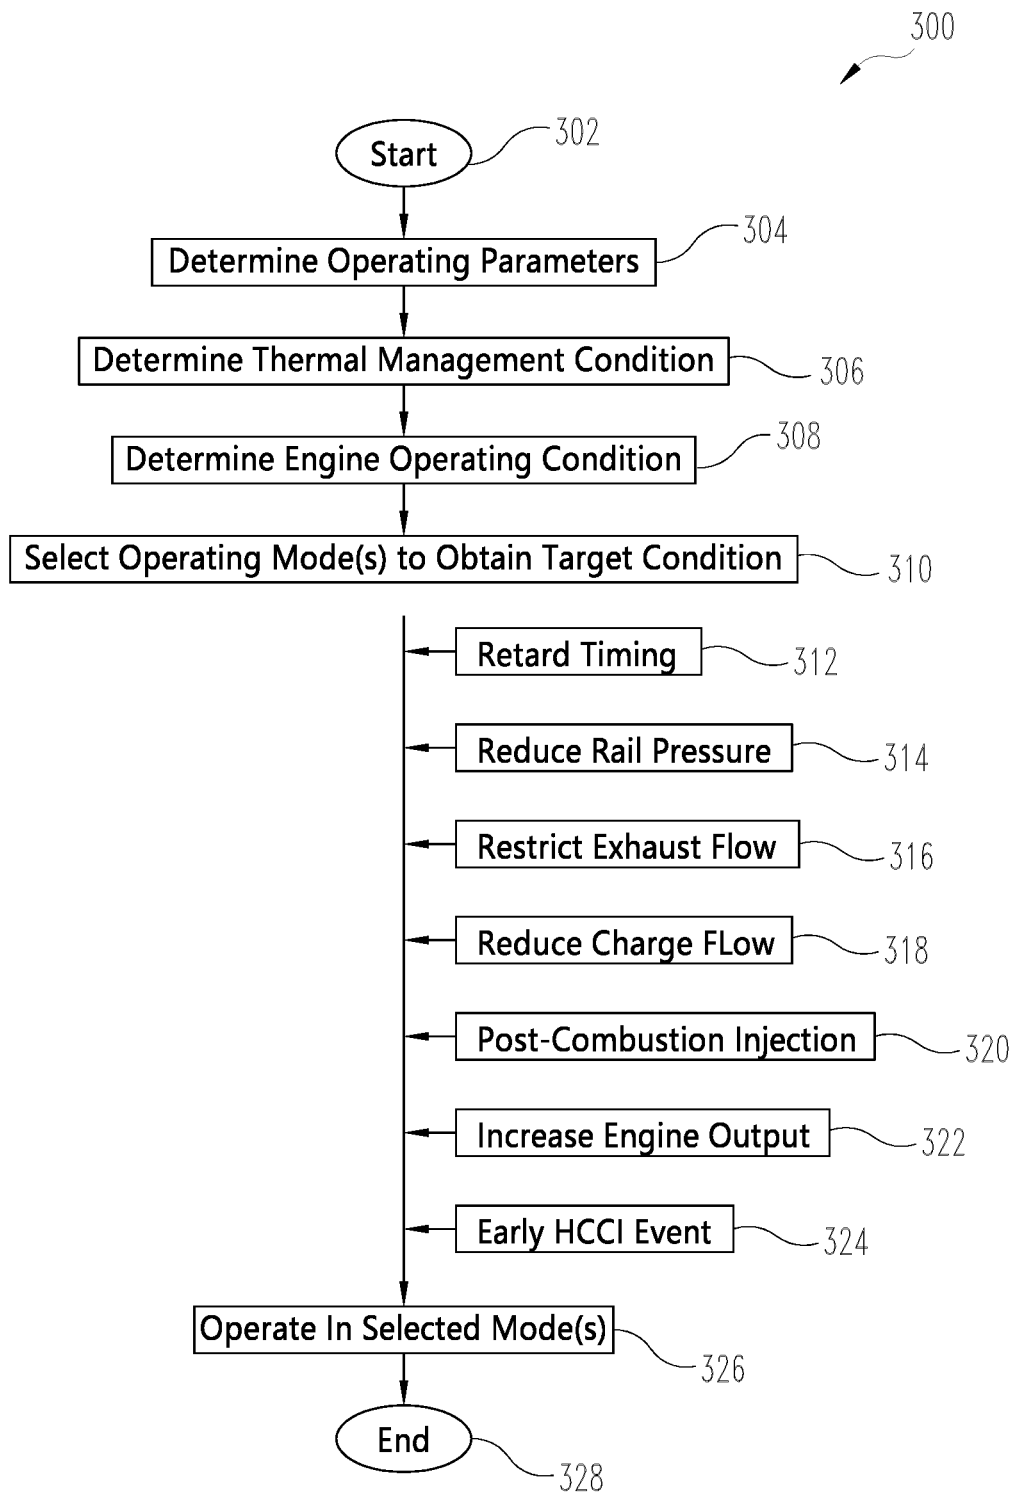 300
Start
302
304
Determine Operating Parameters
Determine Thermal Management Condition
306
308
Determine Engine Operating Condition
Select Operating Mode(s) to Obtain Target Condition
310
Retard Timing
312
Reduce Rail Pressure
314
Restrict Exhaust Flow
316
Reduce Charge FLow
318
Post-Combustion Injection
320
Increase Engine Output
322
Early HCCI Event
324
Operate In Selected Mode(s)
326
End
328